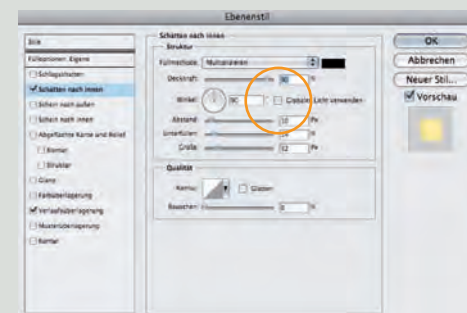 Ebenenstil
Stile
Fülloptionen: Eigene
Schlagschatten
Schatten nach innen
Schein nach außen
Schein nach innen
Abgeflachte Kante und Relief
Kontur
Struktur
Glanz
Farbüberlagerung
Verlaufsüberlagerung
Musterüberlagerung
Kontur
Schatten nach innen
Struktur
Füllmethode: Multiplizieren
Deckkraft: %
Winkel: 90 ° Globales Licht verwenden
Abstand: 10 Px
Unterfüllen: %
Größe: Px
Qualität
Kontur: Glätten
Rauschen: 0 %
OK
Abbrechen
Neuer Stil...
Vorschau